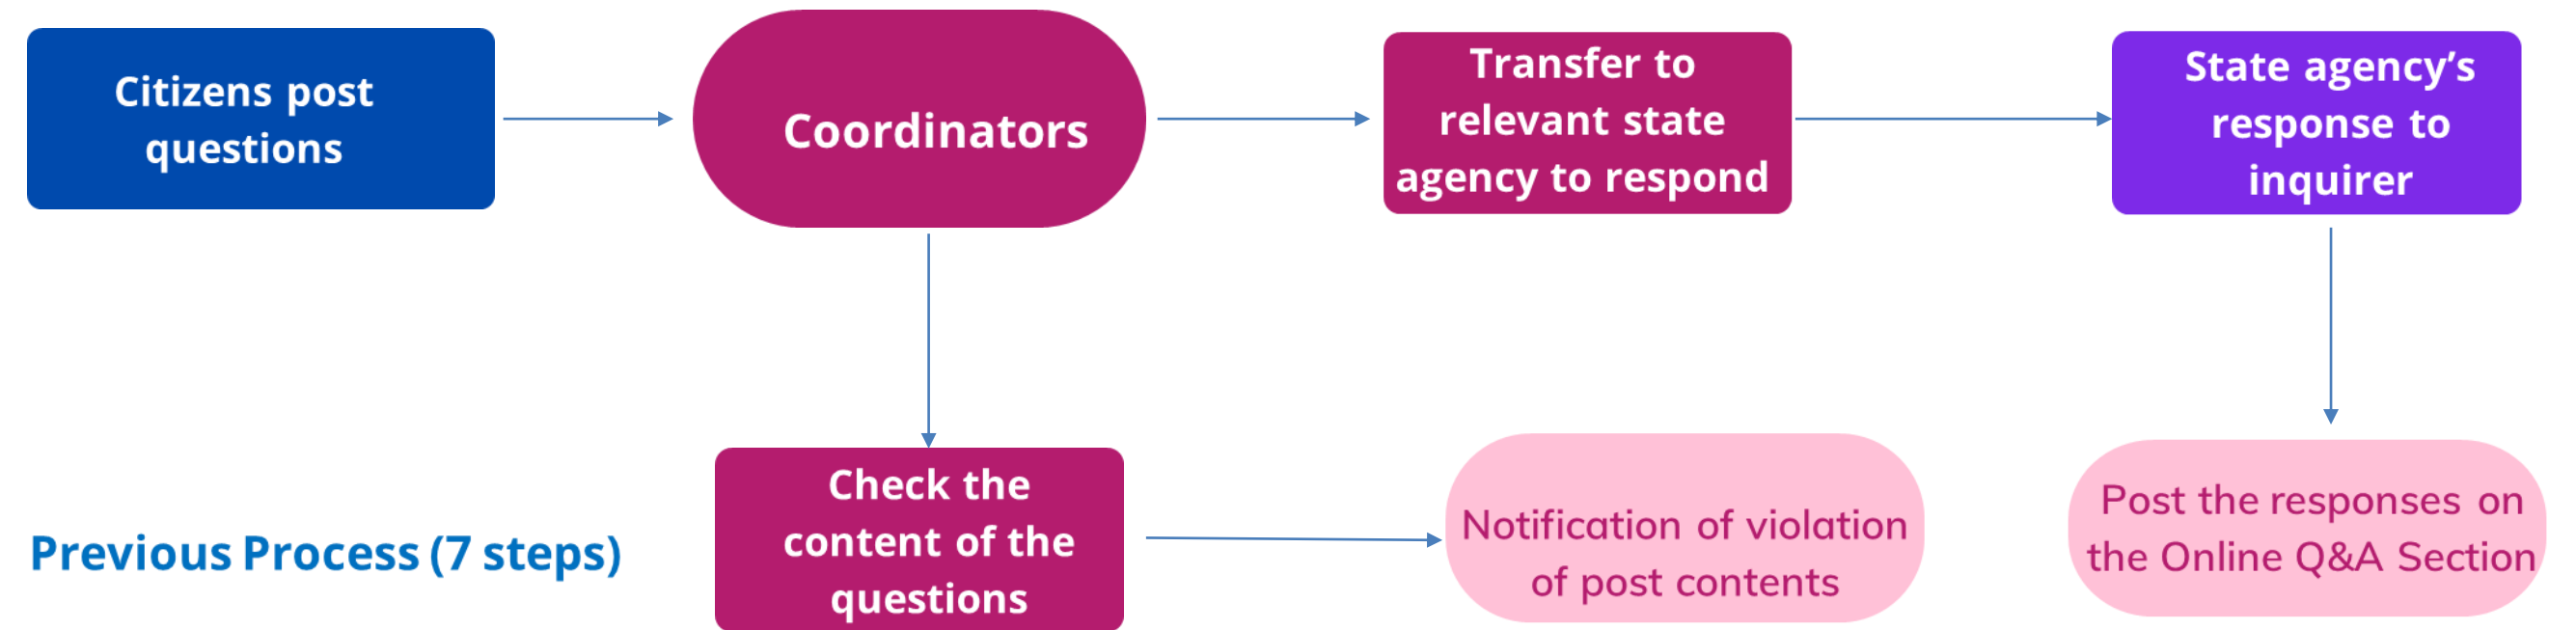 Citizens post
questions
Coordinators
Transfer to
relevant state
agency to respond
State agency’s
response to
inquirer
Previous Process (7 steps)
Check the
content of the
questions
Notification of violation
of post contents
Post the responses on
the Online Q&A Section